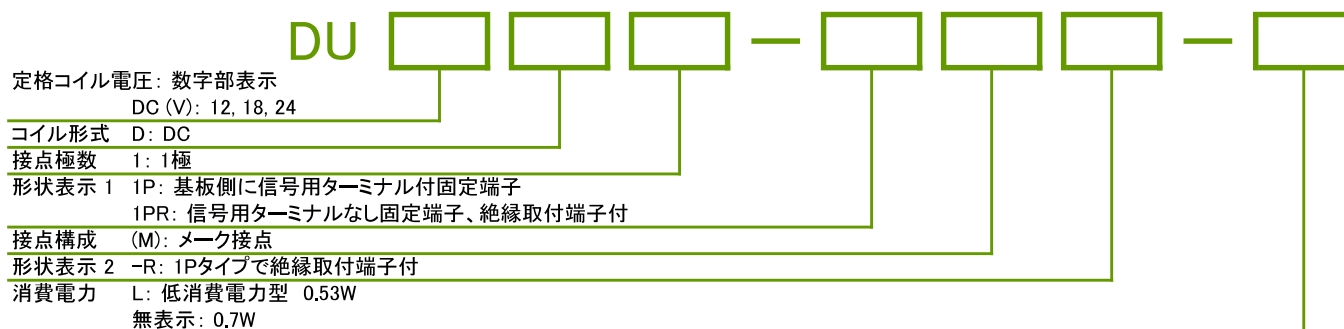 DU — —
定格コイル電圧: 数字部表示
DC (V): 12, 18, 24
コイル形式 D: DC
接点極数 1: 1極
形状表示 1 1P: 基板側に信号用ターミナル付固定端子
1PR: 信号用ターミナルなし固定端子、絶縁取付端子付
接点構成 (M): メーク接点
形状表示 2 -R: 1Pタイプで絶縁取付端子付
消費電力 L: 低消費電力型 0.53W
無表示: 0.7W